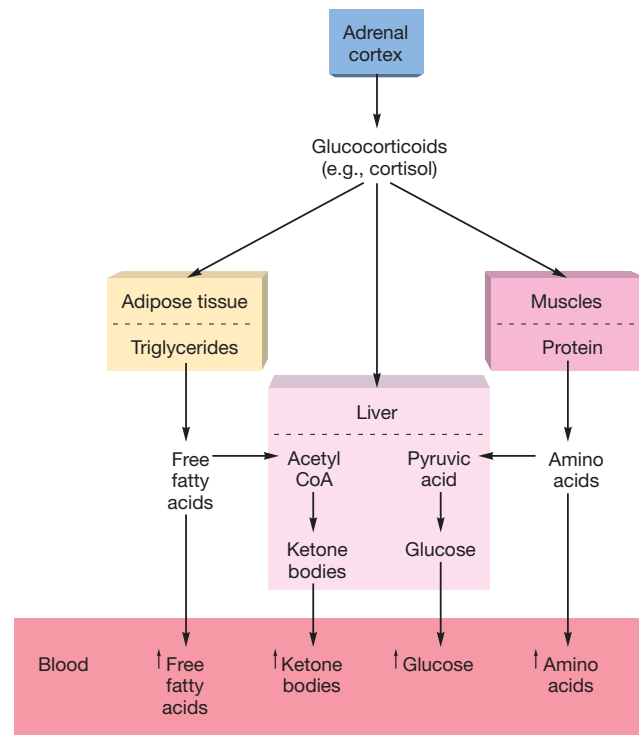 Adrenal
cortex
Glucocorticoids
(e.g., cortisol)
Adipose tissue
Triglycerides
Muscles
Protein
Liver
Free
fatty
acids
Acetyl
CoA
Pyruvic
acid
Amino
acids
Ketone
bodies
Glucose
Blood
↑Free
fatty
acids
↑Ketone
bodies
↑Glucose
↑Amino
acids